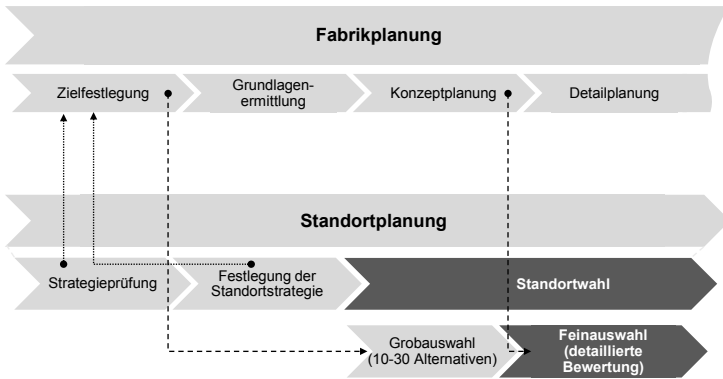 Fabrikplanung
Zielfestlegung
Grundlagen-
ermittlung
Konzeptplanung
Detailplanung
Standortplanung
Strategieprüfung
Festlegung der
Standortstrategie
Standortwahl
Grobauswahl
(10-30 Alternativen)
Feinauswahl
(detaillierte
Bewertung)